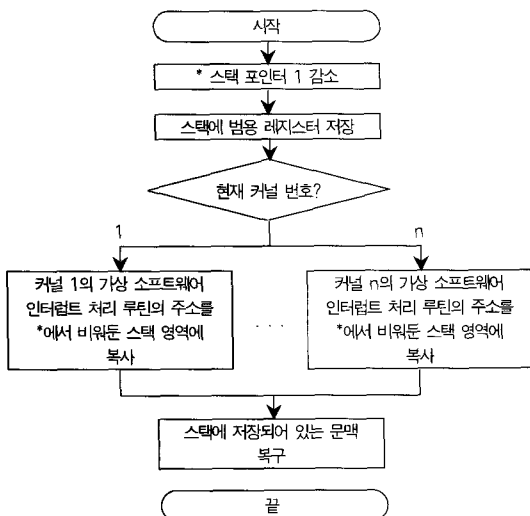 시작
* 스택 포인터 1 감소
스택에 범용 레지스터 저장
현재 커널 번호?
1
n
커널 1의 가상 소프트웨어
인터럽트 처리 루틴의 주소를
*에서 비워둔 스택 영역에
복사
. . .
커널 n의 가상 소프트웨어
인터럽트 처리 루틴의 주소를
*에서 비워둔 스택 영역에
복사
스택에 저장되어 있는 문맥
복구
끝